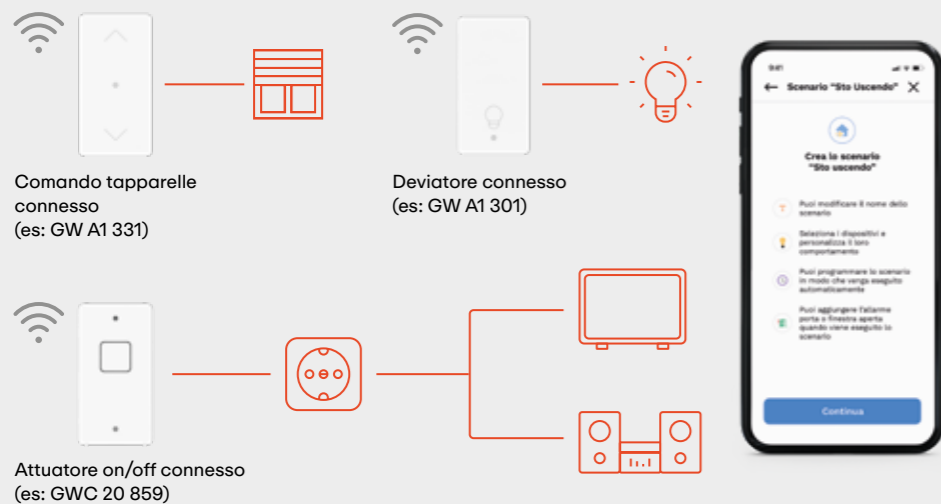 Comando tapparelle
connesso
(es: GW A1 331)
Deviatore connesso
(es: GW A1 301)
Attuatore on/off connesso
(es: GWC 20 859)
9:41
Scenario "Sto Uscendo"
Crea lo scenario
"Sto uscendo"
Puoi modificare il nome dello
scenario
Seleziona i dispositivi e
personalizza il loro
comportamento
Puoi programmare lo scenario
in modo che venga eseguito
automaticamente
Puoi aggiungere l'allarme
porta o finestra aperta
quando viene eseguito lo
scenario
Continua